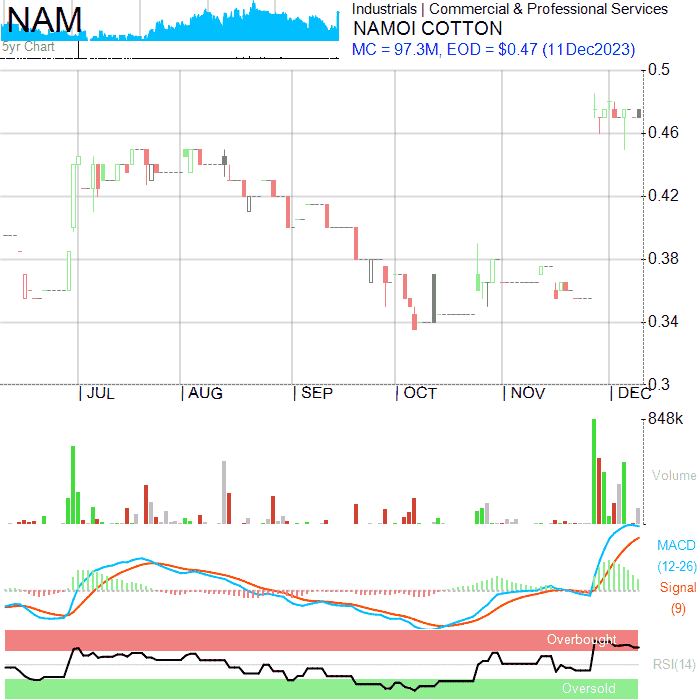 NAM
5yr Chart
Industrials | Commercial & Professional Services
NAMOI COTTON
MC = 97.3M, EOD = $0.47 (11Dec2023)
0.5
0.46
0.42
0.38
0.34
0.3
| JUL | AUG | SEP | OCT | NOV | DEC
848k
Volume
MACD
(12-26)
Signal
(9)
Overbought
RSI(14)
Oversold